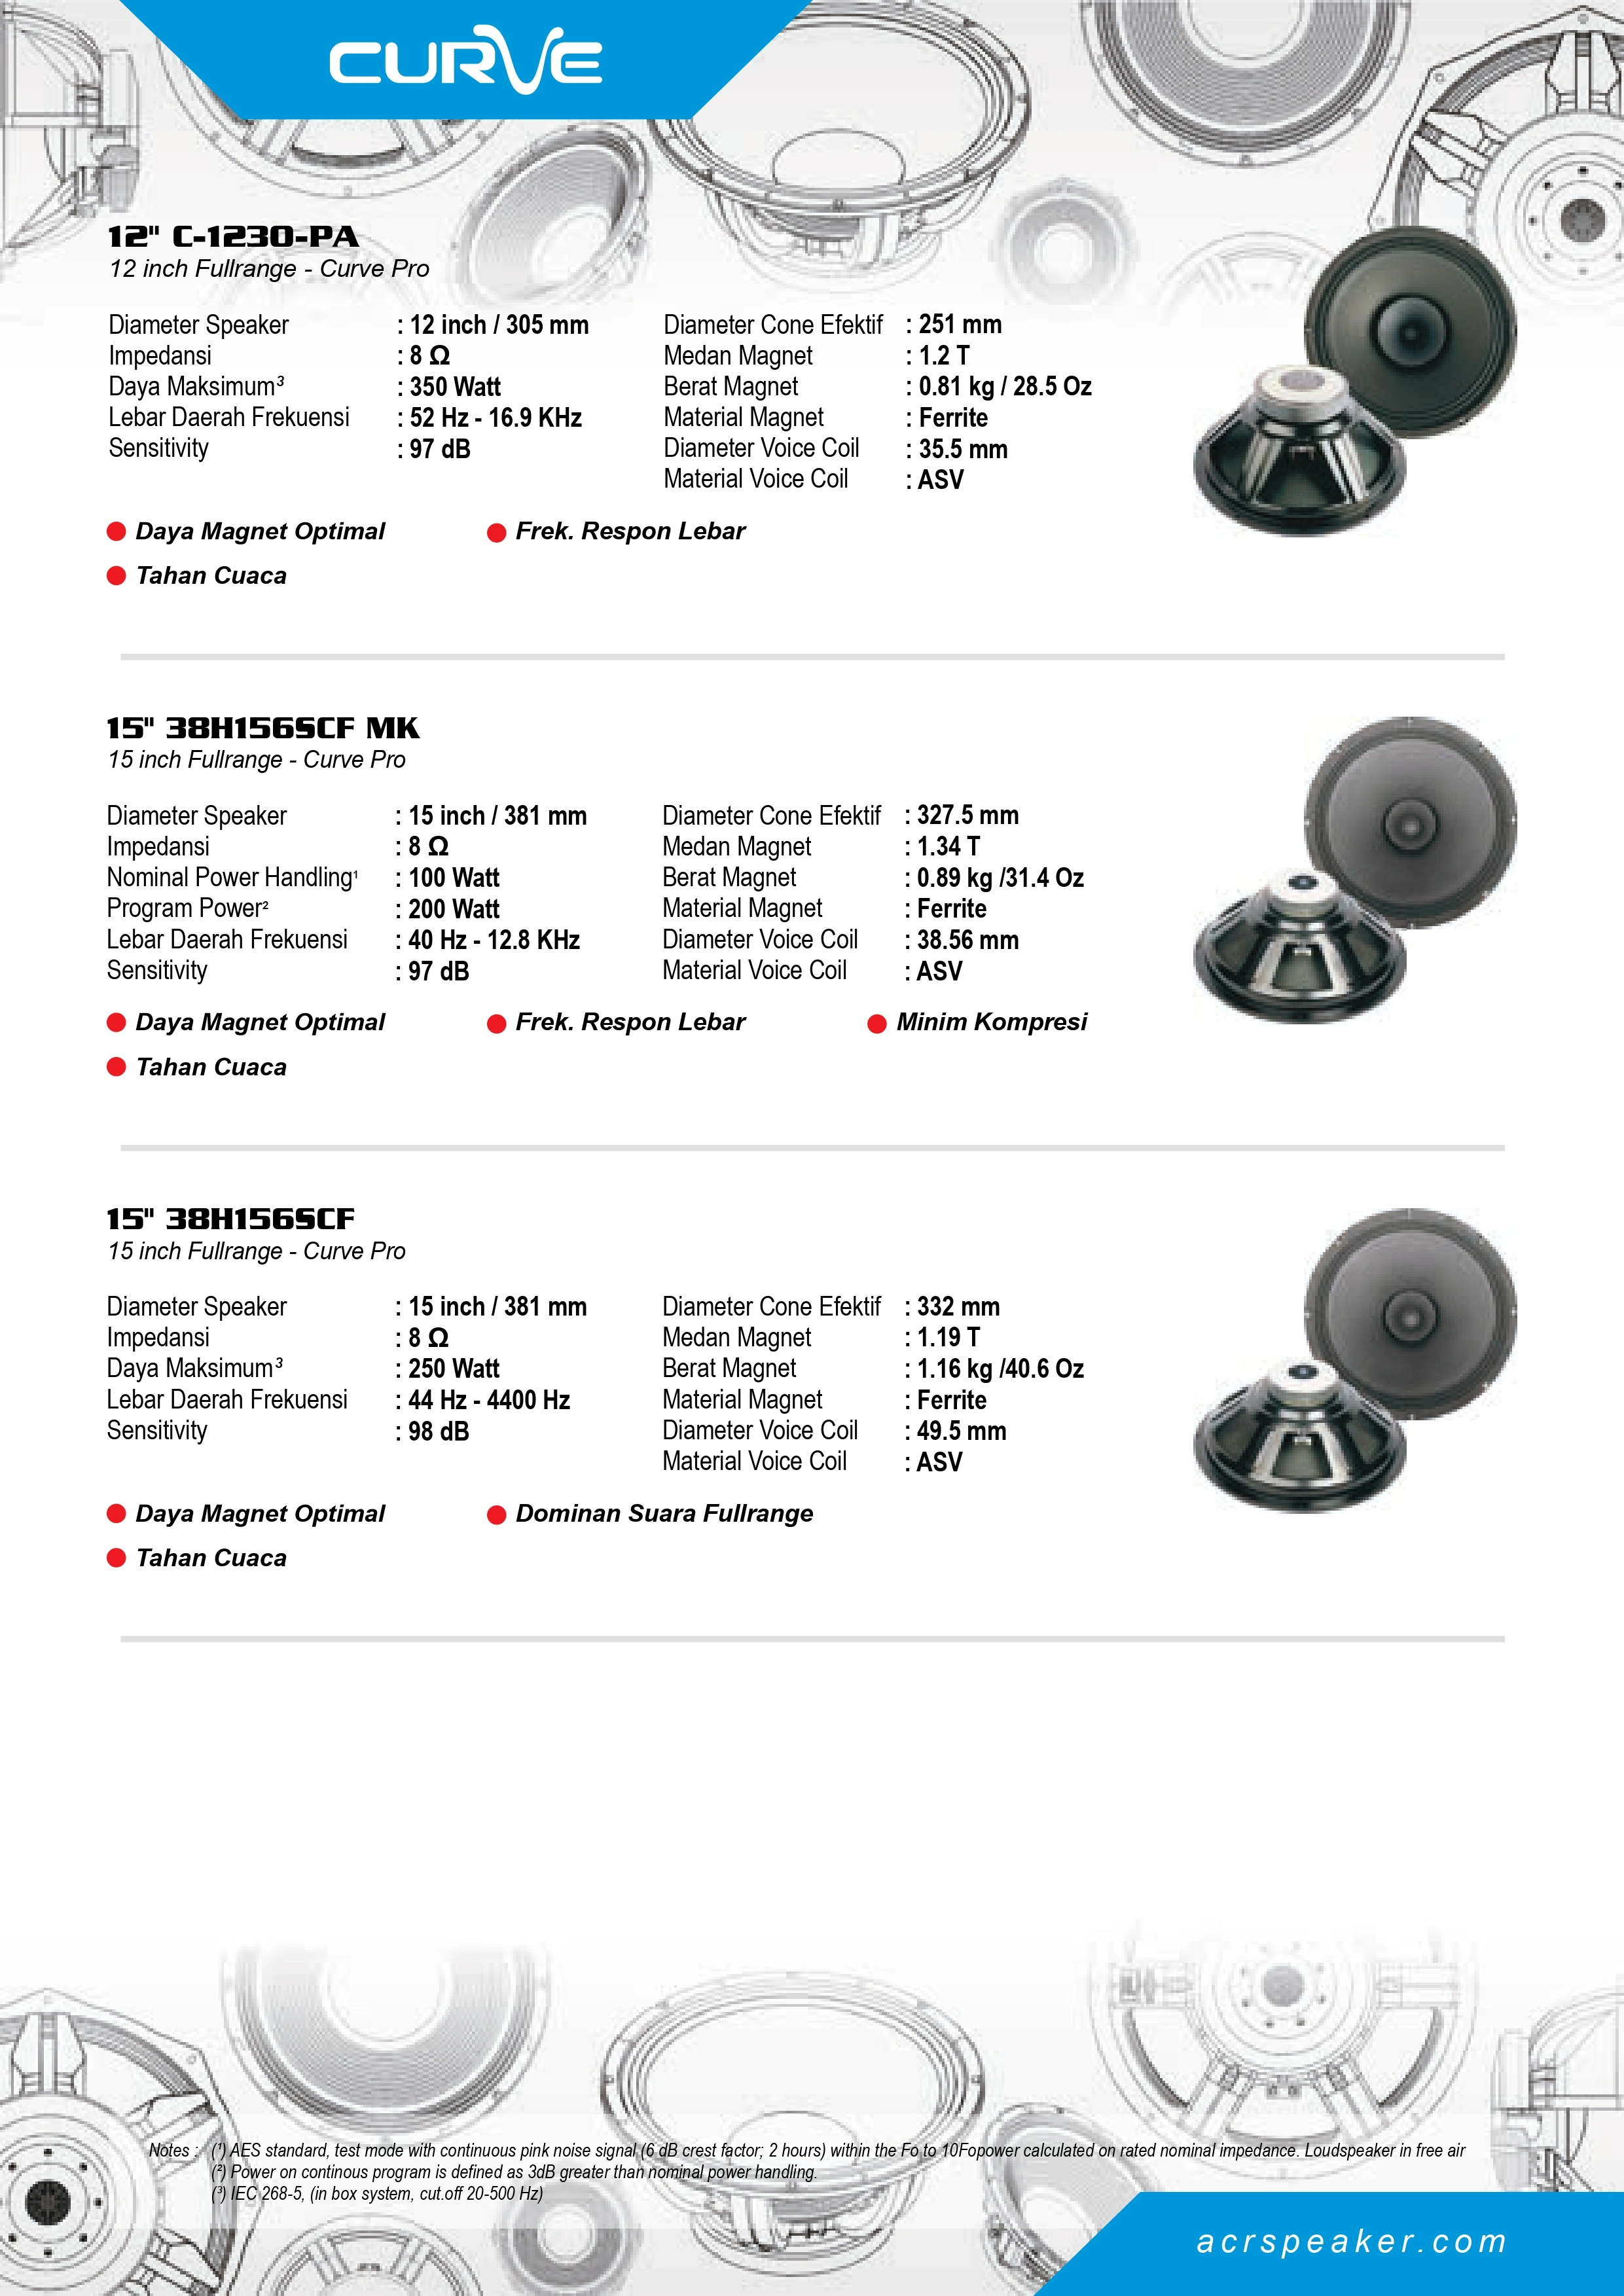 CURVE
12" C-1230-PA
12 inch Fullrange - Curve Pro
Diameter Speaker : 12 inch / 305 mm Diameter Cone Efektif : 251 mm
Impedansi : 8 Ω Medan Magnet : 1.2 T
Daya Maksimum³ : 350 Watt Berat Magnet : 0.81 kg / 28.5 Oz
Lebar Daerah Frekuensi : 52 Hz - 16.9 KHz Material Magnet : Ferrite
Sensitivity : 97 dB Diameter Voice Coil : 35.5 mm
Material Voice Coil : ASV
Daya Magnet Optimal Frek. Respon Lebar
Tahan Cuaca
15" 38H156SCF MK
15 inch Fullrange - Curve Pro
Diameter Speaker : 15 inch / 381 mm Diameter Cone Efektif : 327.5 mm
Impedansi : 8 Ω Medan Magnet : 1.34 T
Nominal Power Handling¹ : 100 Watt Berat Magnet : 0.89 kg /31.4 Oz
Program Power² : 200 Watt Material Magnet : Ferrite
Lebar Daerah Frekuensi : 40 Hz - 12.8 KHz Diameter Voice Coil : 38.56 mm
Sensitivity : 97 dB Material Voice Coil : ASV
Daya Magnet Optimal Frek. Respon Lebar Minim Kompresi
Tahan Cuaca
15" 38H156SCF
15 inch Fullrange - Curve Pro
Diameter Speaker : 15 inch / 381 mm Diameter Cone Efektif : 332 mm
Impedansi : 8 Ω Medan Magnet : 1.19 T
Daya Maksimum³ : 250 Watt Berat Magnet : 1.16 kg /40.6 Oz
Lebar Daerah Frekuensi : 44 Hz - 4400 Hz Material Magnet : Ferrite
Sensitivity : 98 dB Diameter Voice Coil : 49.5 mm
Material Voice Coil : ASV
Daya Magnet Optimal Dominan Suara Fullrange
Tahan Cuaca
Notes : (¹) AES standard, test mode with continuous pink noise signal (6 dB crest factor; 2 hours) within the Fo to 10Fopower calculated on rated nominal impedance. Loudspeaker in free air
(²) Power on continous program is defined as 3dB greater than nominal power handling.
(³) IEC 268-5, (in box system, cut.off 20-500 Hz)
acrspeaker.com